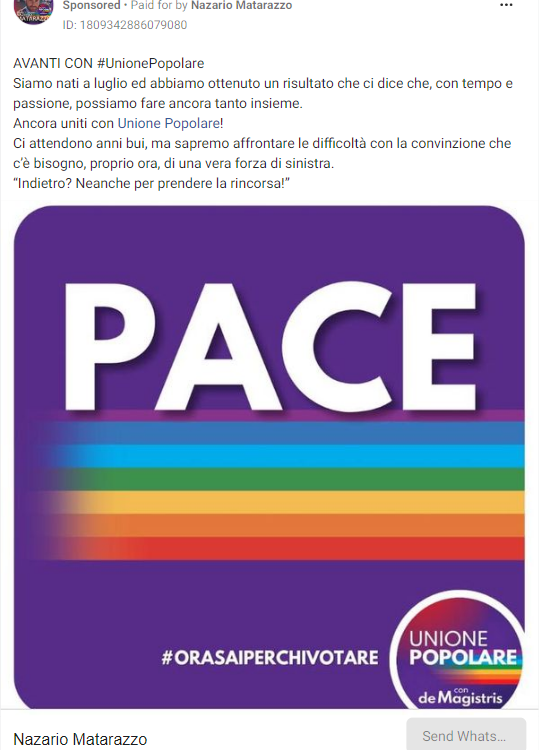 Sponsored • Paid for by Nazario Matarazzo
ID: 1809342886079080
AVANTI CON #UnionePopolare
Siamo nati a luglio ed abbiamo ottenuto un risultato che ci dice che, con tempo e
passione, possiamo fare ancora tanto insieme.
Ancora uniti con Unione Popolare!
Ci attendono anni bui, ma sapremo affrontare le difficoltà con la convinzione che
c'è bisogno, proprio ora, di una vera forza di sinistra.
“Indietro? Neanche per prendere la rincorsa!”
PACE
#ORASAIPERCHIVOTARE
UNIONE
POPOLARE
con
de Magistris
Nazario Matarazzo
Send Whats...